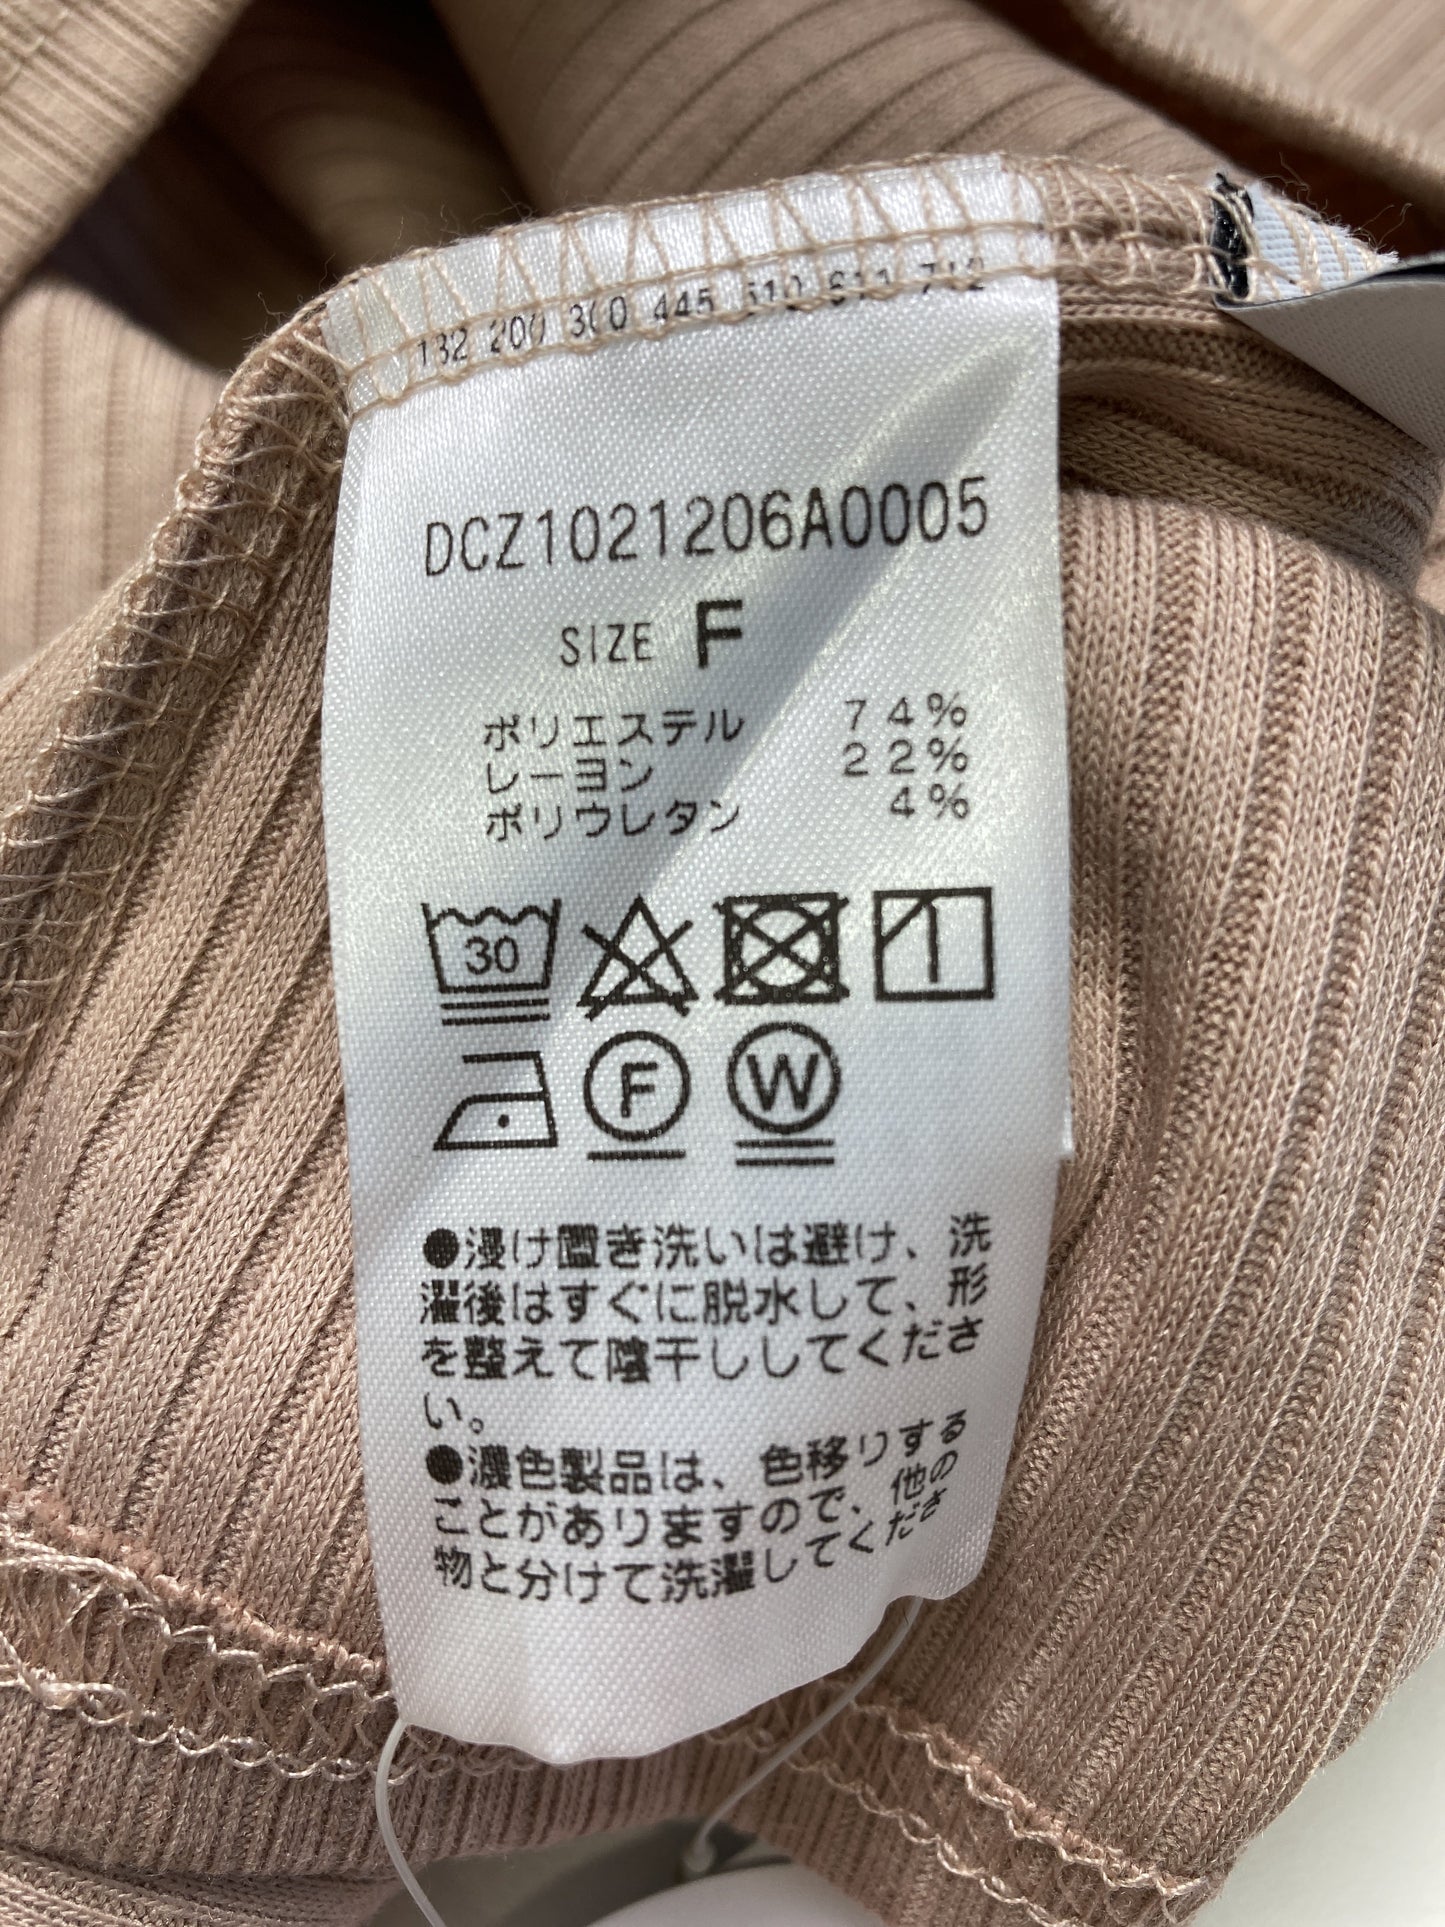 132 200 300 445 510 611 712
DCZ1021206A0005
SIZE F
ポリエステル 74%
レーヨン 22%
ポリウレタン 4%
30
F W
●浸け置き洗いは避け、洗
濯後はすぐに脱水して、形
を整えて陰干ししてくださ
い。
●濃色製品は、色移りする
ことがありますので、他の
物と分けて洗濯してくださ